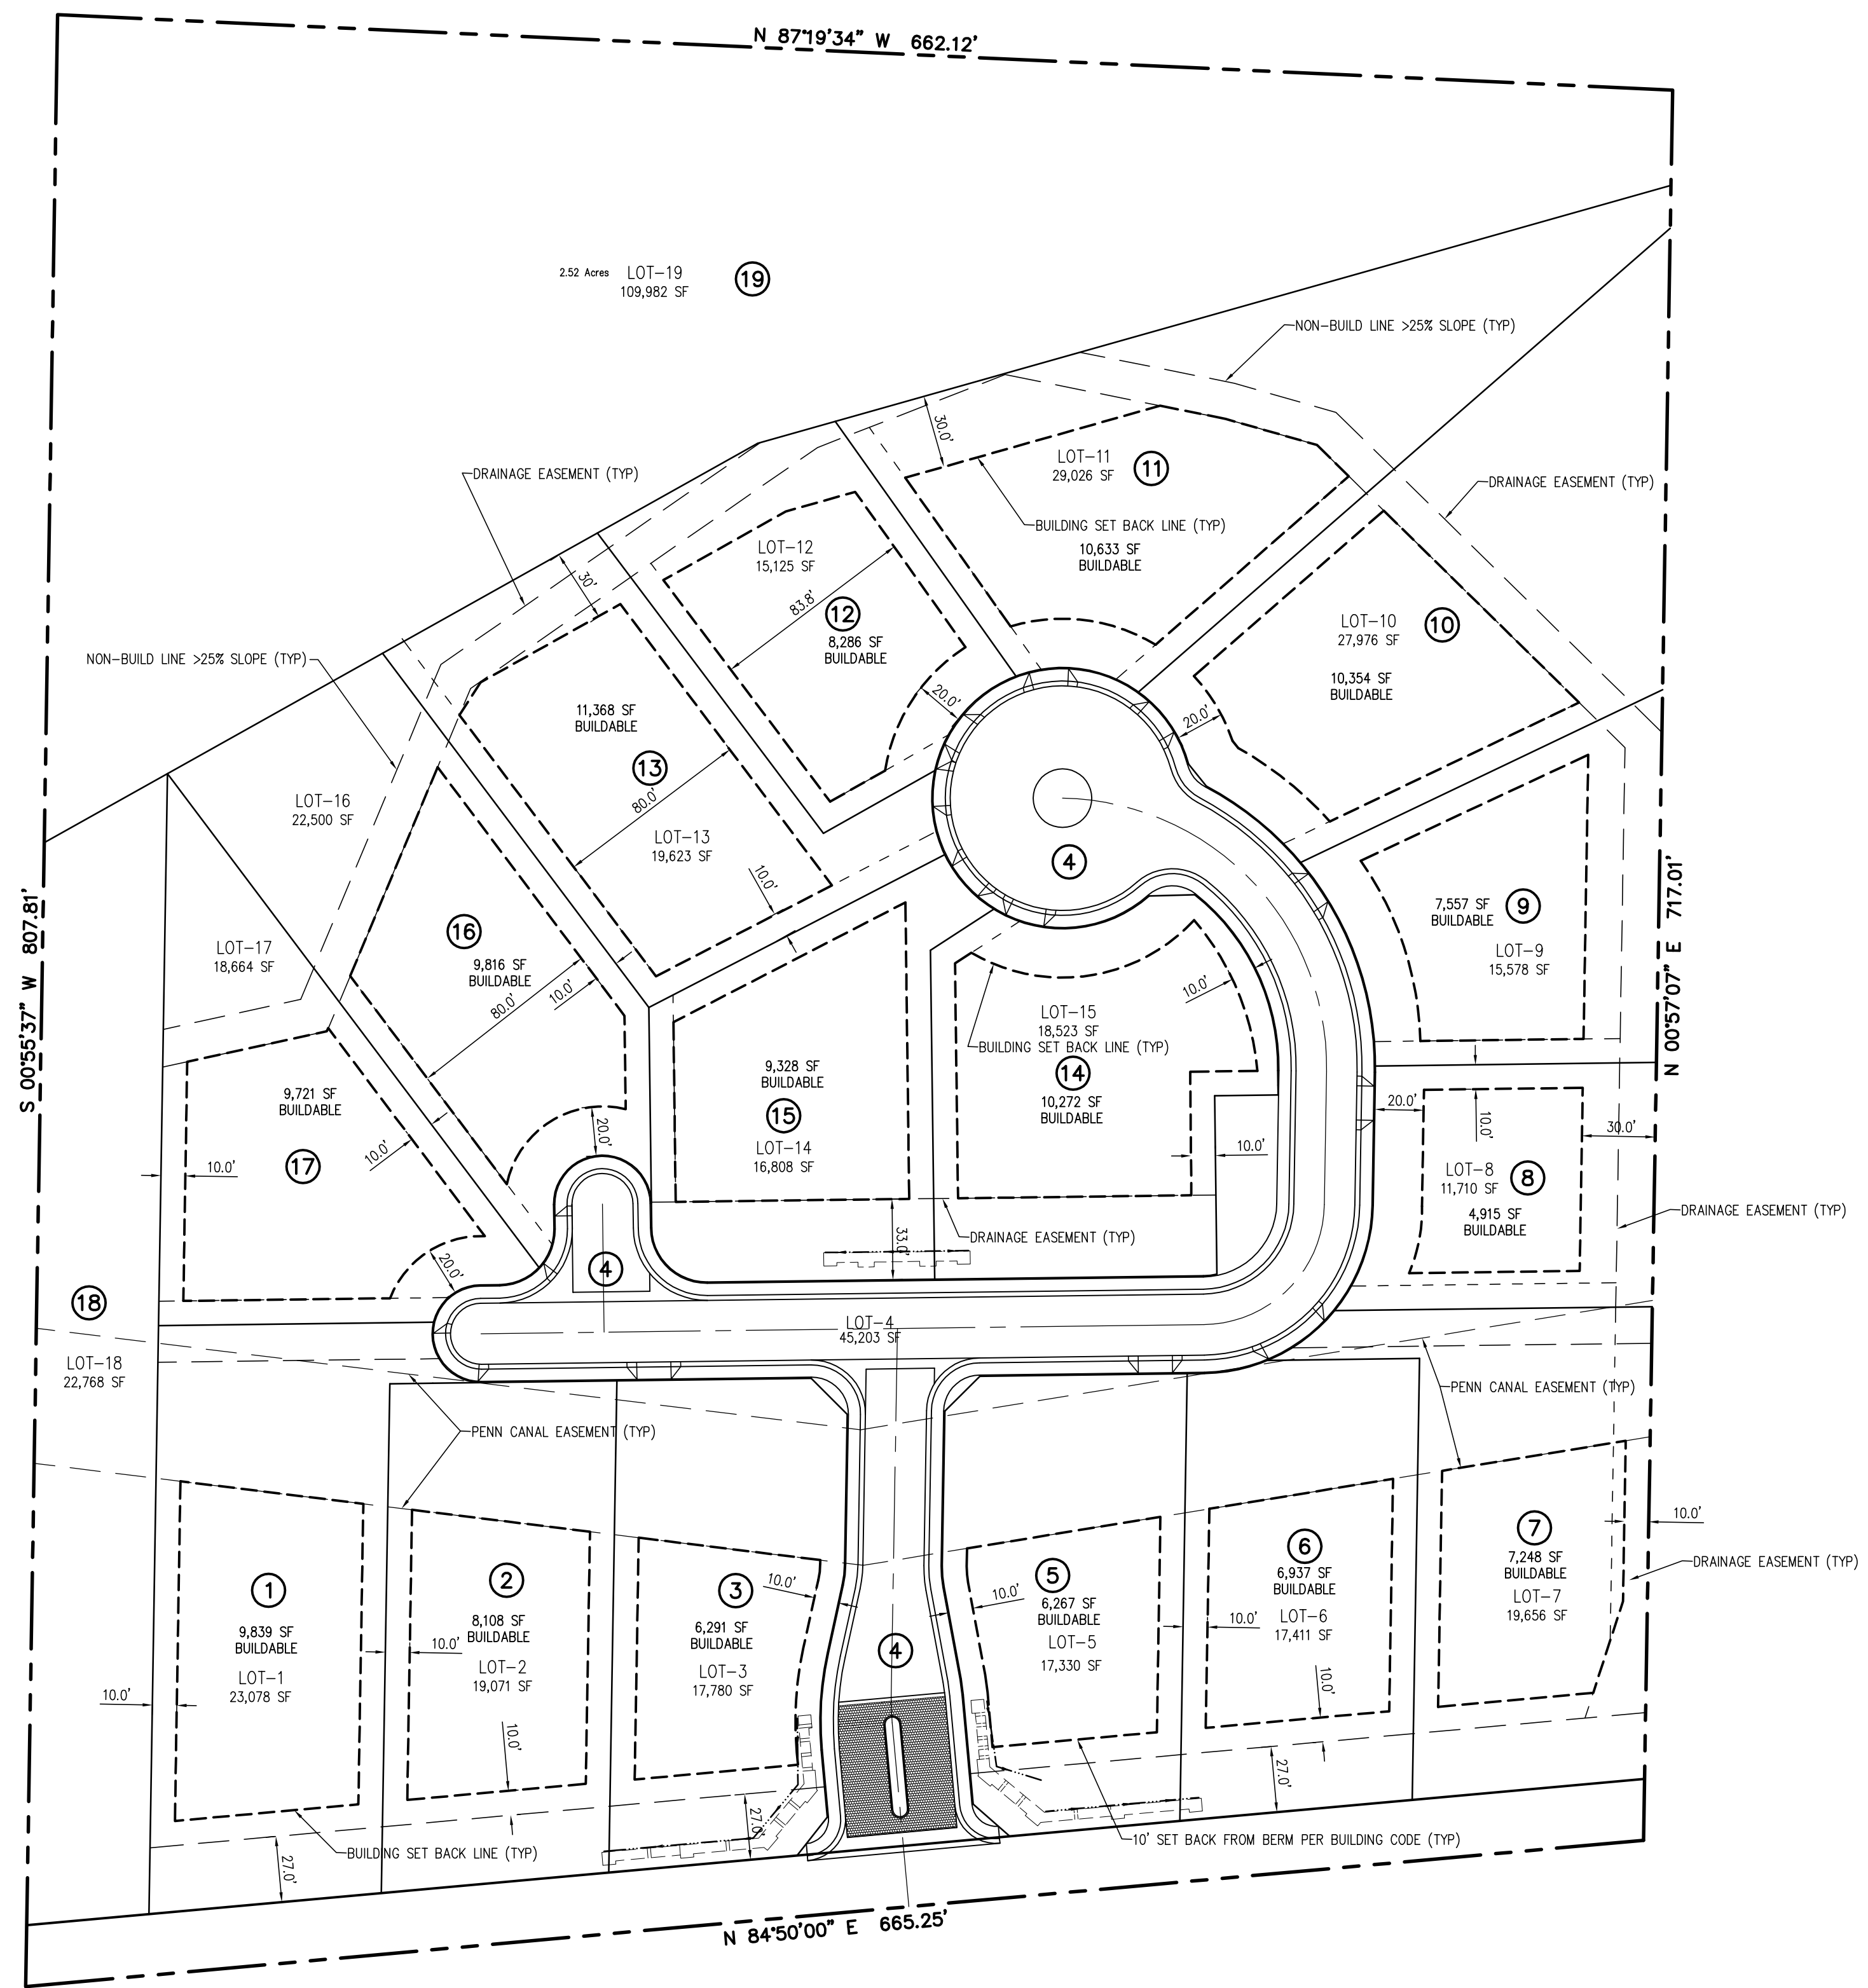 N 87°19'34" W 662.12'
2.52 Acres LOT-19
109,982 SF
19
NON-BUILD LINE >25% SLOPE (TYP)
30.0'
LOT-11
29,026 SF
11
DRAINAGE EASEMENT (TYP)
DRAINAGE EASEMENT (TYP)
BUILDING SET BACK LINE (TYP)
10,633 SF
BUILDABLE
LOT-12
15,125 SF
30'
83.8'
12
8,286 SF
BUILDABLE
LOT-10
27,976 SF
10
10,354 SF
BUILDABLE
NON-BUILD LINE >25% SLOPE (TYP)
20.0'
20.0'
11,368 SF
BUILDABLE
13
80.0'
LOT-13
19,623 SF
10.0'
LOT-16
22,500 SF
4
S 00°55'37" W 807.81'
N 00°57'07" E 717.01'
7,557 SF
BUILDABLE
9
LOT-9
15,578 SF
LOT-17
18,664 SF
16
9,816 SF
BUILDABLE
10.0'
80.0'
10.0'
LOT-15
18,523 SF
BUILDING SET BACK LINE (TYP)
14
10,272 SF
BUILDABLE
9,328 SF
BUILDABLE
15
LOT-14
16,808 SF
9,721 SF
BUILDABLE
17
10.0'
10.0'
20.0'
10.0'
20.0'
10.0'
30.0'
LOT-8
11,710 SF
8
4,915 SF
BUILDABLE
DRAINAGE EASEMENT (TYP)
33.0'
DRAINAGE EASEMENT (TYP)
20.0'
4
18
LOT-4
45,203 SF
LOT-18
22,768 SF
PENN CANAL EASEMENT (TYP)
PENN CANAL EASEMENT (TYP)
10.0'
1
9,839 SF
BUILDABLE
LOT-1
23,078 SF
10.0'
2
8,108 SF
BUILDABLE
10.0'
LOT-2
19,071 SF
10.0'
3
10.0'
6,291 SF
BUILDABLE
LOT-3
17,780 SF
4
5
10.0'
6,267 SF
BUILDABLE
LOT-5
17,330 SF
6
6,937 SF
BUILDABLE
10.0'
LOT-6
17,411 SF
10.0'
7
7,248 SF
BUILDABLE
LOT-7
19,656 SF
DRAINAGE EASEMENT (TYP)
27.0'
27.0'
27.0'
BUILDING SET BACK LINE (TYP)
10' SET BACK FROM BERM PER BUILDING CODE (TYP)
N 84°50'00" E 665.25'